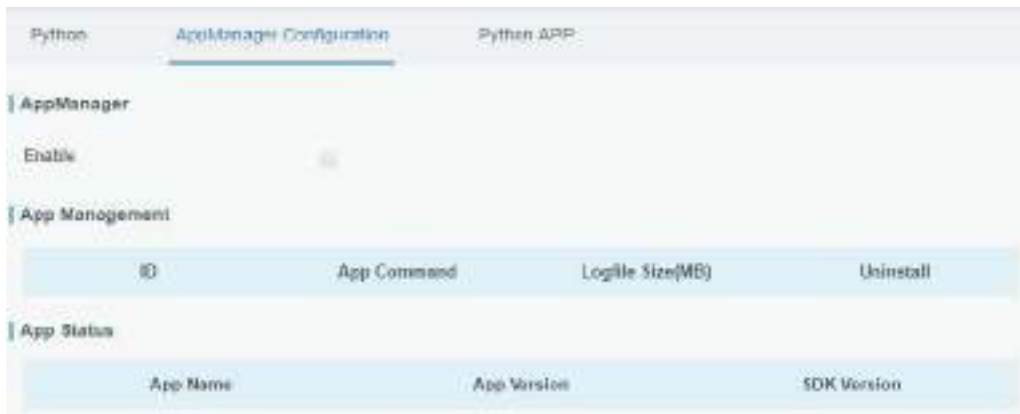 Python AppManager Configuration Python APP
AppManager
Enable
App Management
ID App Command Logfile Size(MB) Uninstall
App Status
App Name App Version SDK Version